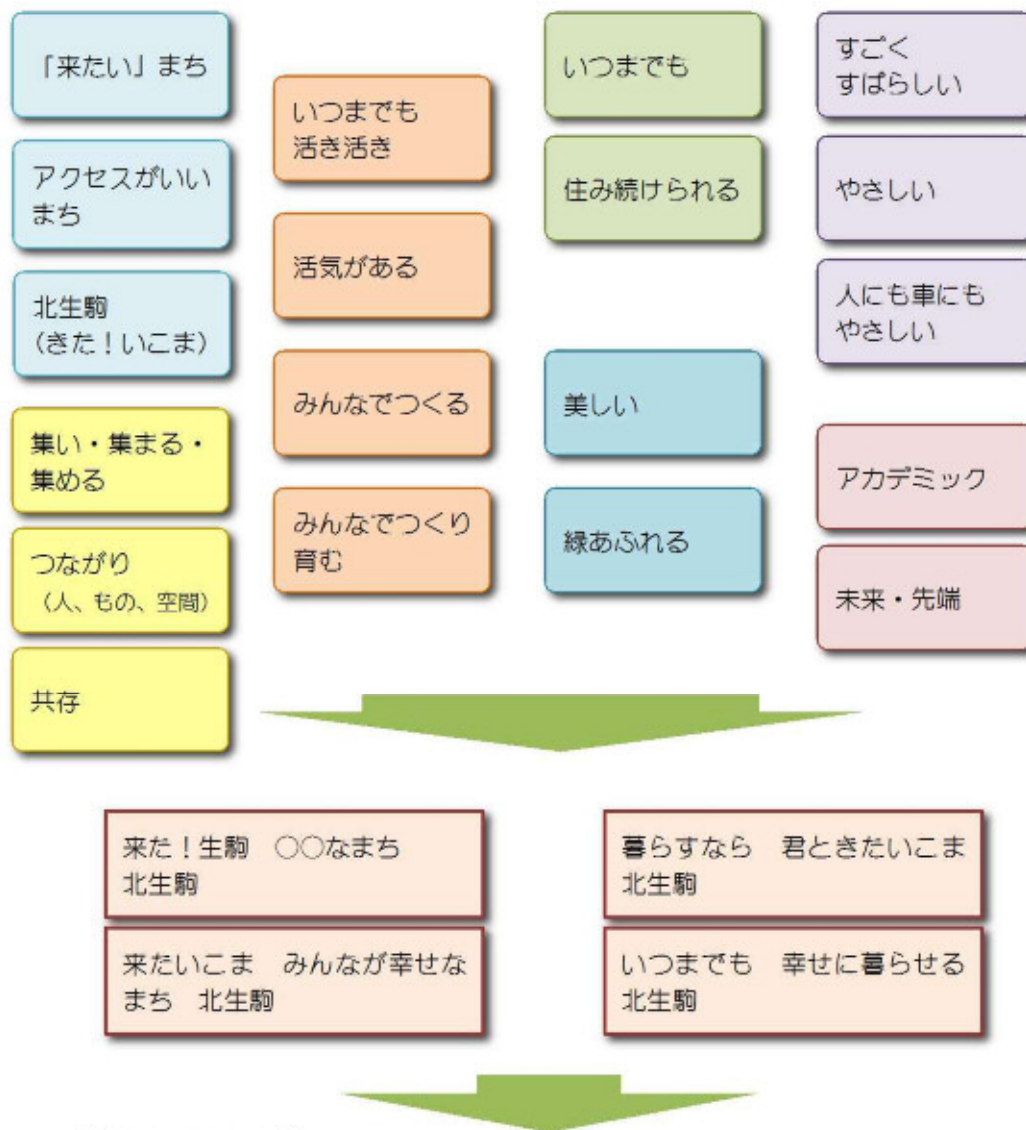 「来たい」まち
アクセスがいい
まち
北生駒
（きた！いこま）
集い・集まる・
集める
つながり
（人、もの、空間）
共存
いつまでも
活き活き
活気がある
みんなでつくる
みんなでつくり
育む
いつまでも
住み続けられる
美しい
緑あふれる
すごく
すばらしい
やさしい
人にも車にも
やさしい
アカデミック
未来・先端
来た！生駒　○○なまち
北生駒
来たいこま　みんなが幸せな
まち　北生駒
暮らすなら　君ときたいこま
北生駒
いつまでも　幸せに暮らせる
北生駒